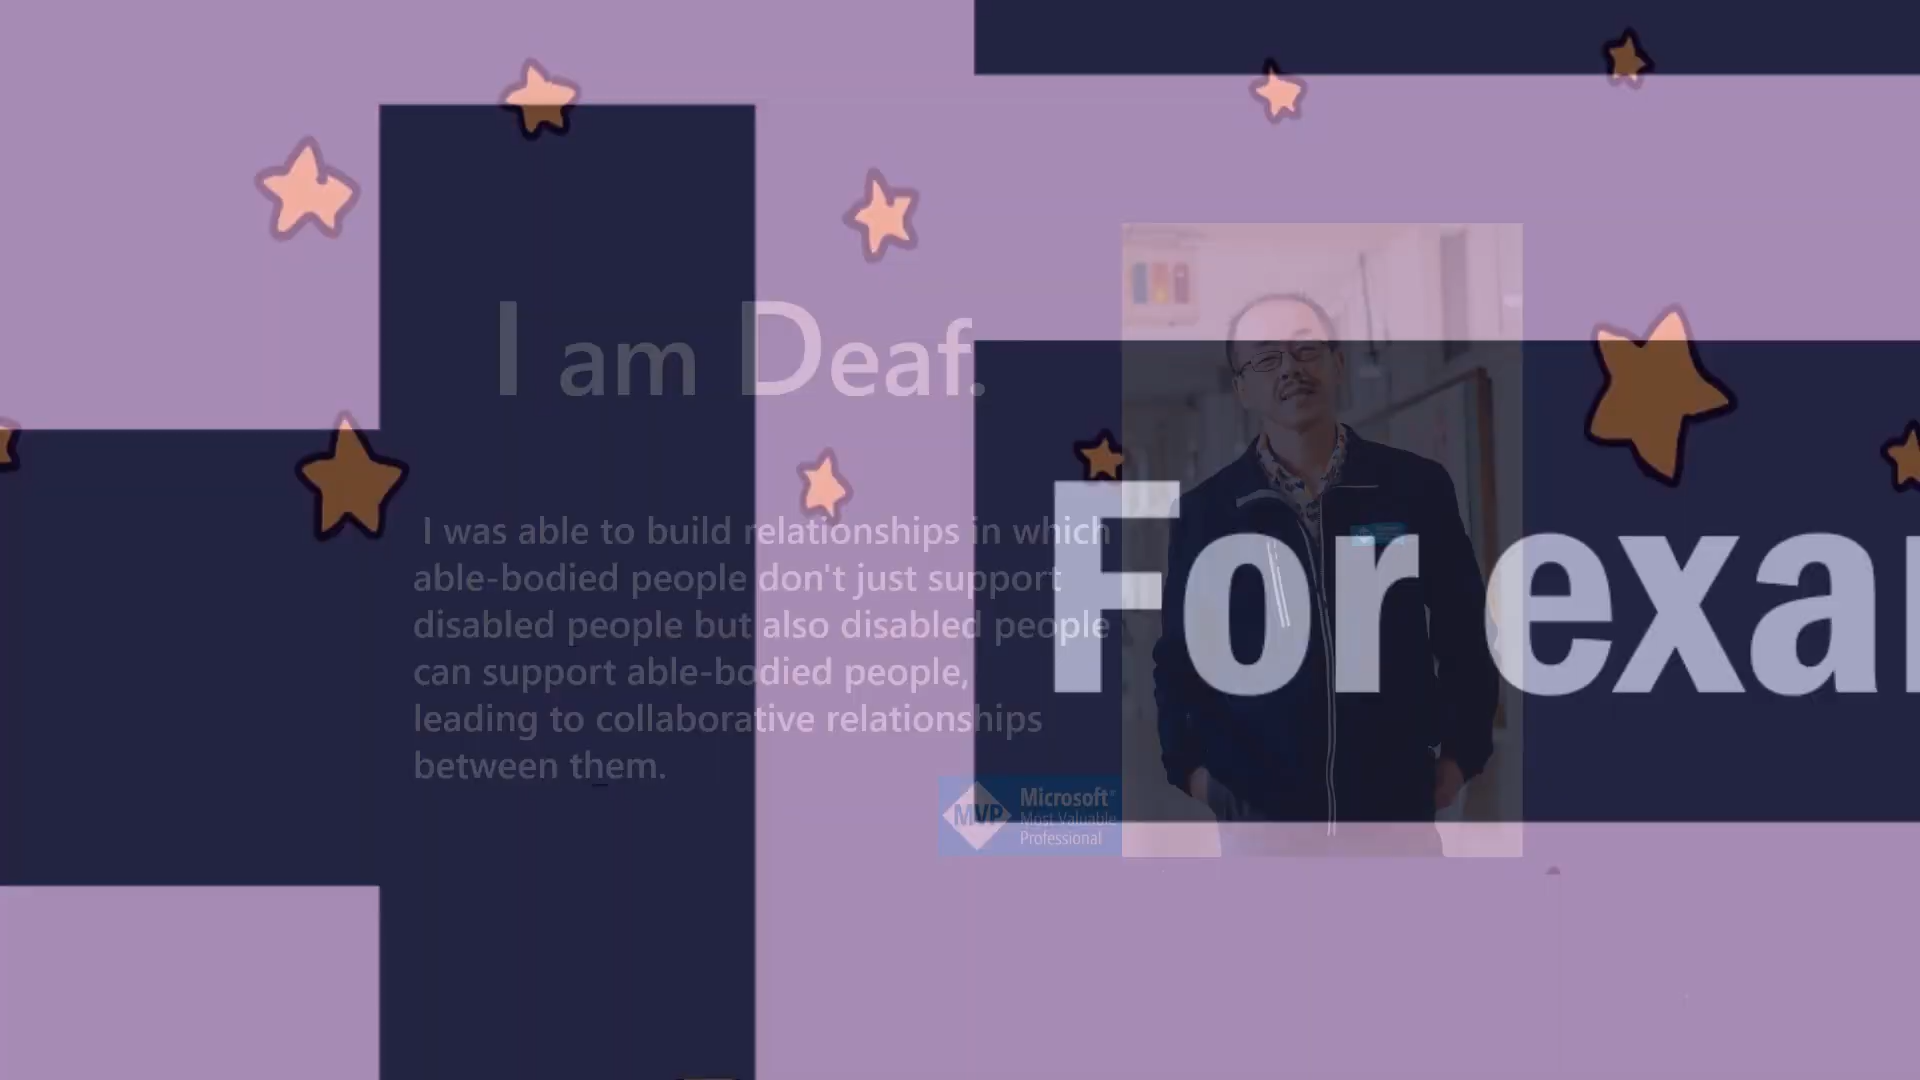 I am Deaf.
I was able to build relationships in which
able-bodied people don't just support
disabled people but also disabled people
can support able-bodied people,
leading to collaborative relationships
between them.
For exa
MVP
Microsoft®
Most Valuable
Professional